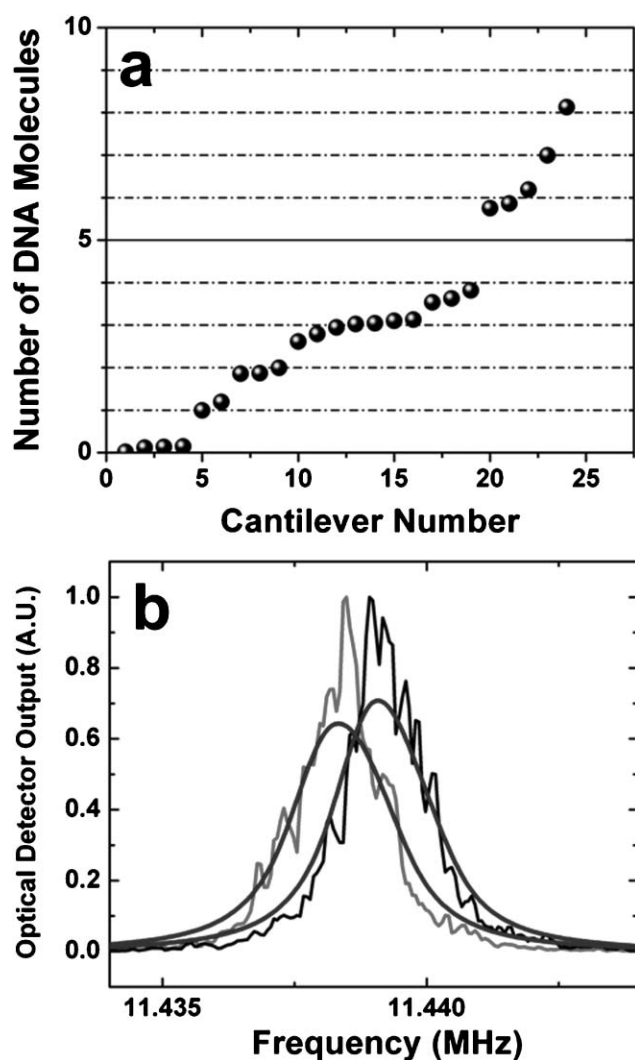 a
10
5
0
Number of DNA Molecules
0 5 10 15 20 25
Cantilever Number
b
1.0
0.8
0.6
0.4
0.2
0.0
Optical Detector Output (A.U.)
11.435 11.440
Frequency (MHz)